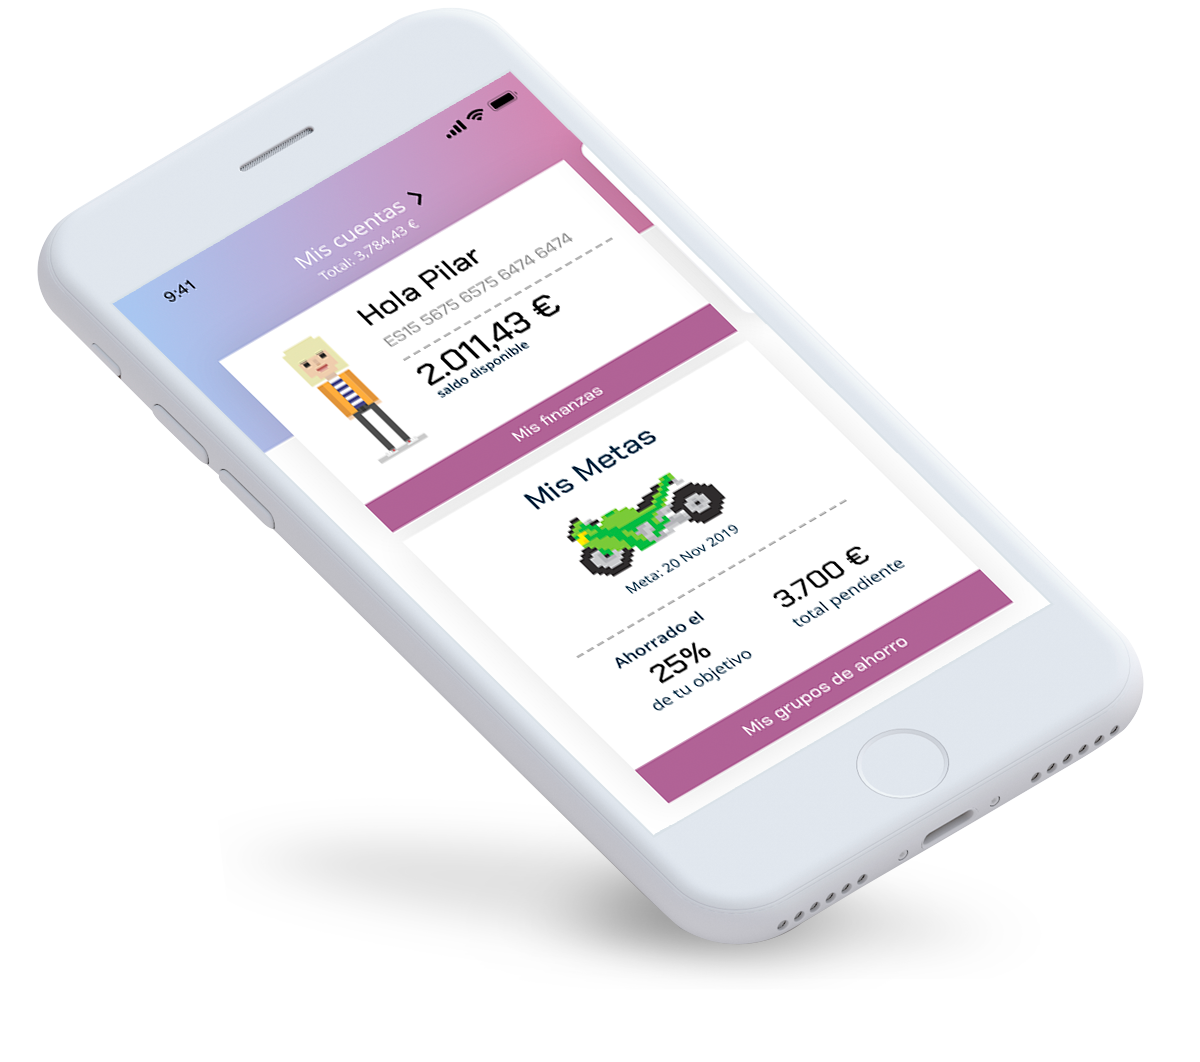 9:41
Mis cuentas
Total: 3,784,43 €
Hola Pilar
ES15 5675 6575 6474 6474
2.011,43 €
saldo disponible
Mis finanzas
Mis Metas
Meta: 20 Nov 2019
Ahorrado el
25%
de tu objetivo
3.700 €
total pendiente
Mis grupos de ahorro